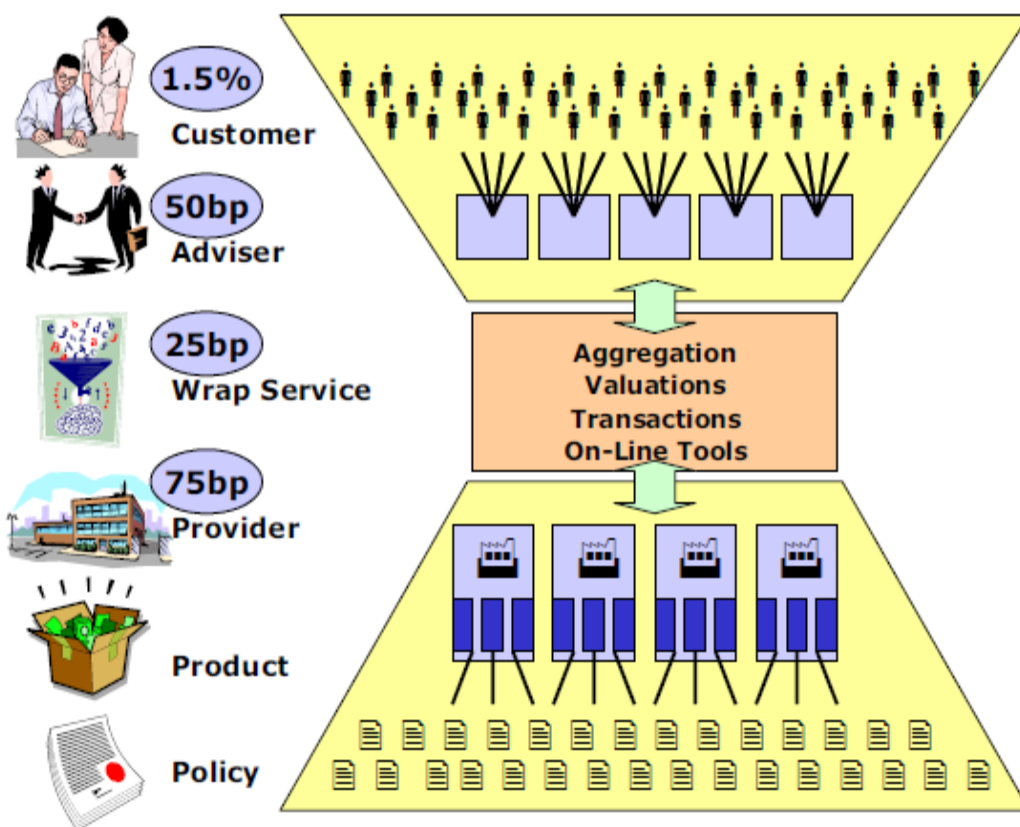 1.5%
Customer
50bp
Adviser
25bp
Wrap Service
75bp
Provider
Product
Policy
Aggregation
Valuations
Transactions
On-Line Tools